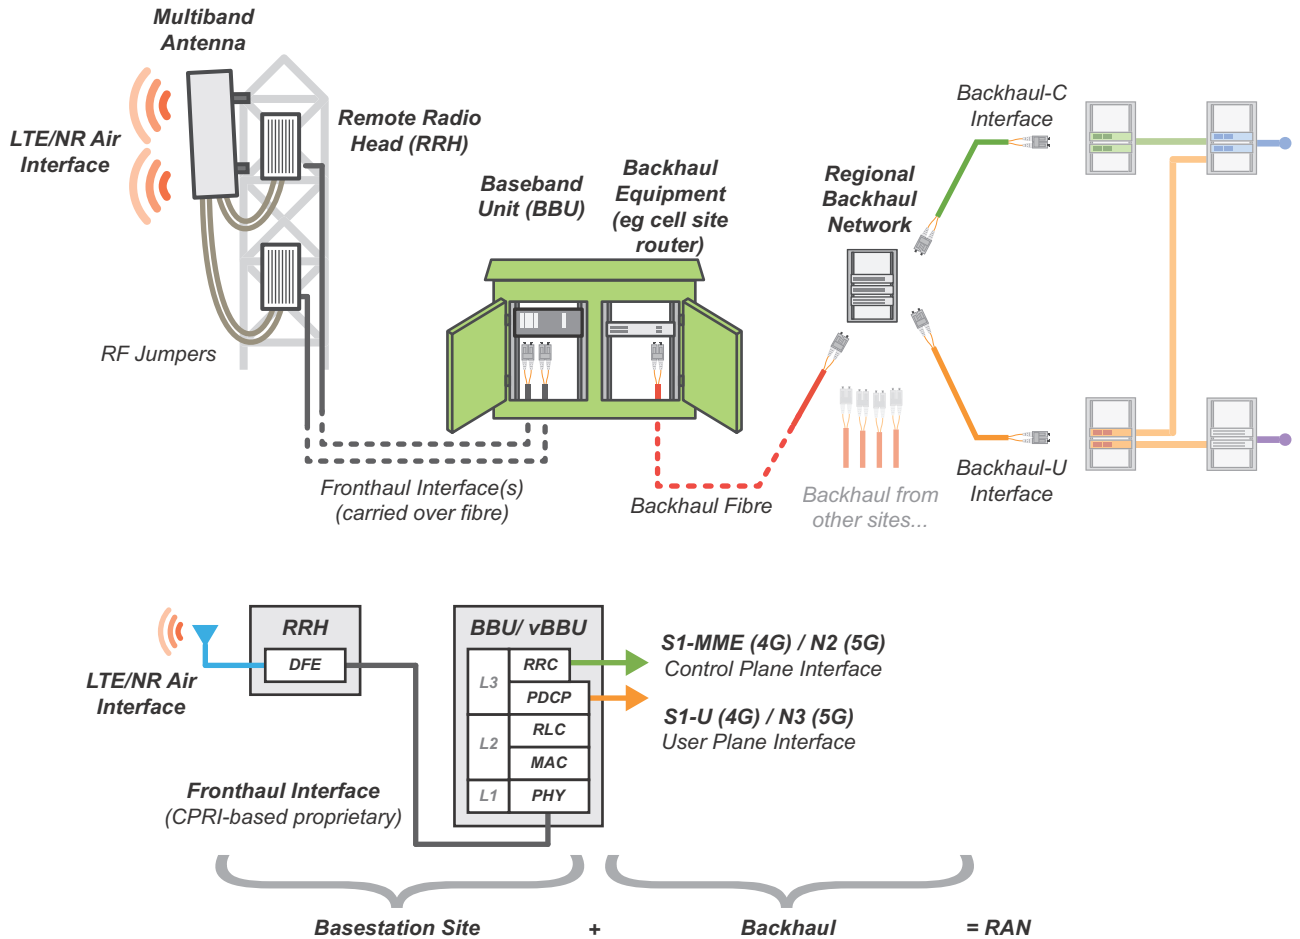 Multiband
Antenna
LTE/NR Air
Interface
Remote Radio
Head (RRH)
RF Jumpers
Baseband
Unit (BBU)
Backhaul
Equipment
(eg cell site
router)
Fronthaul Interface(s)
(carried over fibre)
Backhaul Fibre
Regional
Backhaul
Network
Backhaul from
other sites...
Backhaul-C
Interface
Backhaul-U
Interface
LTE/NR Air
Interface
RRH
DFE
Fronthaul Interface
(CPRI-based proprietary)
BBU/ vBBU
L3
RRC
PDCP
L2
RLC
MAC
L1
PHY
S1-MME (4G) / N2 (5G)
Control Plane Interface
S1-U (4G) / N3 (5G)
User Plane Interface
Basestation Site + Backhaul = RAN